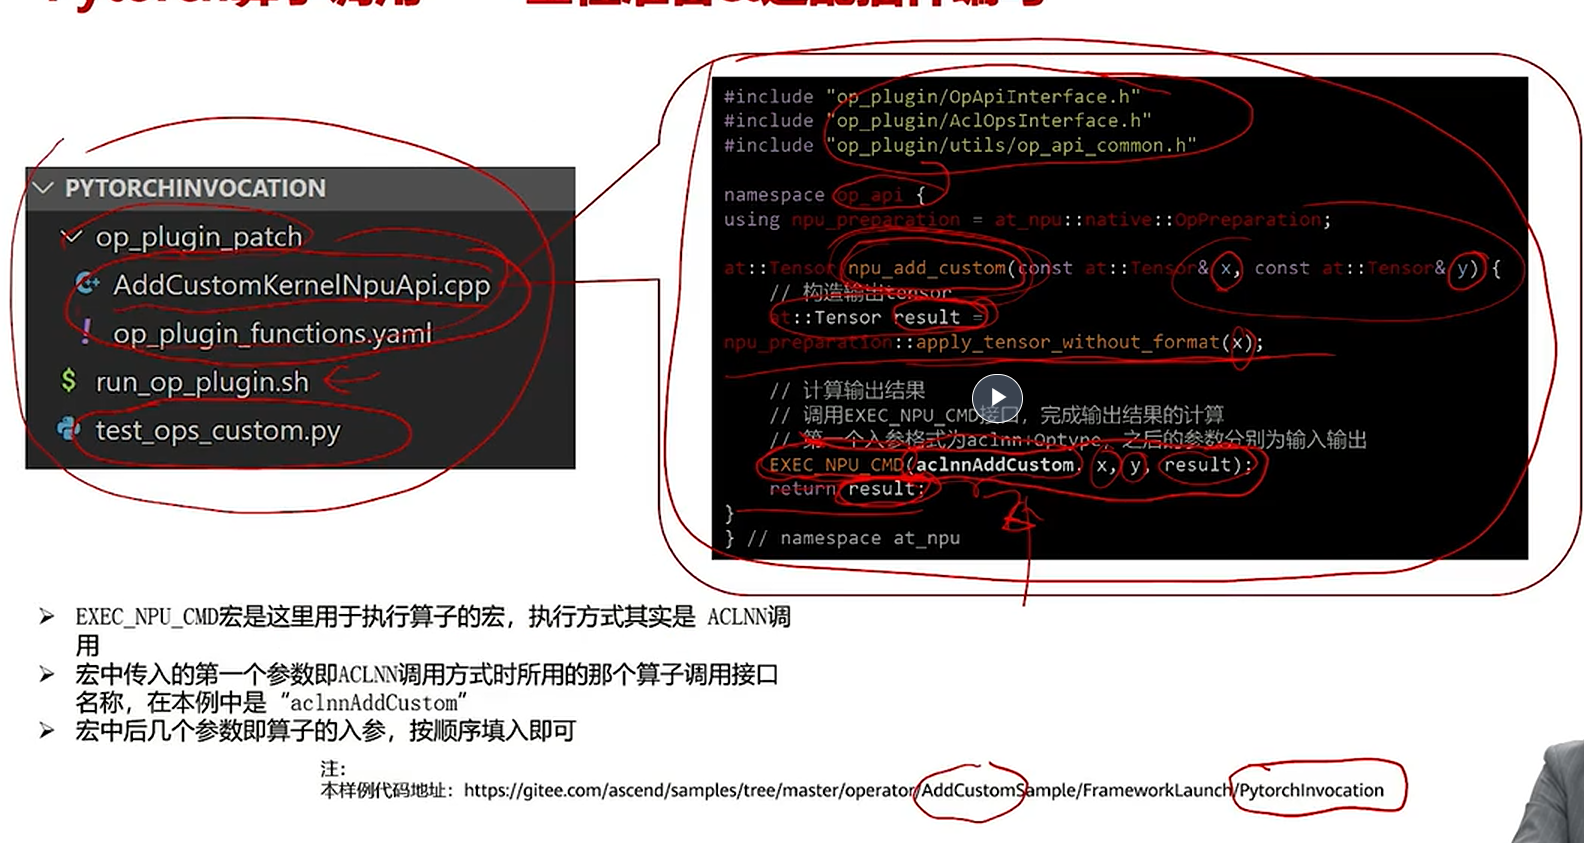 PYTORCHINVOCATION
op_plugin_patch
AddCustomKernelNpuApi.cpp
op_plugin_functions.yaml
run_op_plugin.sh
test_ops_custom.py
#include "op_plugin/OpApiInterface.h"
#include "op_plugin/AclOpsInterface.h"
#include "op_plugin/utils/op_api_common.h"
namespace op_api {
using npu_preparation = at_npu::native::OpPreparation;
at::Tensor npu_add_custom(const at::Tensor& x, const at::Tensor& y) {
// 构造输出tensor
at::Tensor result =
npu_preparation::apply_tensor_without_format(x);
// 计算输出结果
// 调用EXEC_NPU_CMD接口，完成输出结果的计算
// 第一个入参格式为aclnn+Optype，之后的参数分别为输入输出
EXEC_NPU_CMD(aclnnAddCustom, x, y, result);
return result;
}
} // namespace at_npu
➢ EXEC_NPU_CMD宏是这里用于执行算子的宏，执行方式其实是 ACLNN调
用
➢ 宏中传入的第一个参数即ACLNN调用方式时所用的那个算子调用接口
名称，在本例中是 “aclnnAddCustom”
➢ 宏中后几个参数即算子的入参，按顺序填入即可
注：
本样例代码地址：https://gitee.com/ascend/samples/tree/master/operator/AddCustomSample/FrameworkLaunch/PytorchInvocation